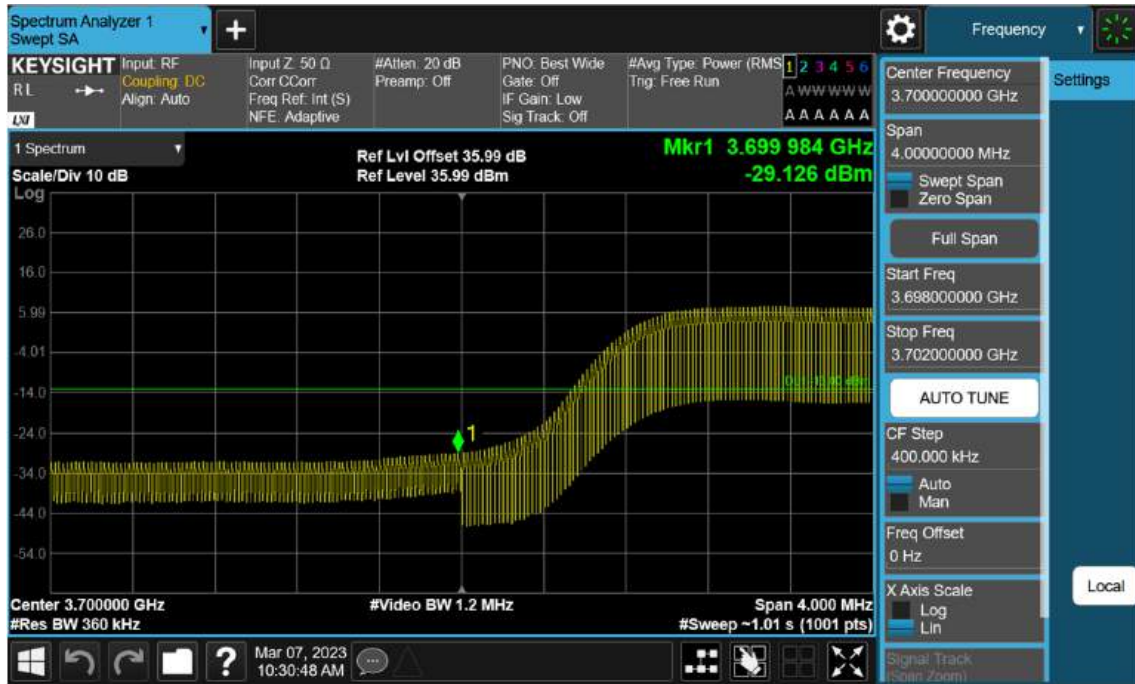 Spectrum Analyzer 1
Swept SA
+
Frequency
KEYSIGHT
RL
LXI
Input: RF
Coupling: DC
Align: Auto
Input Z: 50 Ω
Corr CCorr
Freq Ref: Int (S)
NFE: Adaptive
#Atten: 20 dB
Preamp: Off
PNO: Best Wide
Gate: Off
IF Gain: Low
Sig Track: Off
#Avg Type: Power (RMS
Trig: Free Run
1 2 3 4 5 6
A W W W W W
A A A A A A
1 Spectrum
Scale/Div 10 dB
Log
Ref Lvl Offset 35.99 dB
Ref Level 35.99 dBm
Mkr1 3.699 984 GHz
-29.126 dBm
26.0
16.0
5.99
-4.01
-14.0
-24.0
-34.0
-44.0
-54.0
1
Center 3.700000 GHz
#Res BW 360 kHz
#Video BW 1.2 MHz
Span 4.000 MHz
#Sweep ~1.01 s (1001 pts)
Center Frequency
3.700000000 GHz
Span
4.00000000 MHz
Swept Span
Zero Span
Full Span
Start Freq
3.698000000 GHz
Stop Freq
3.702000000 GHz
AUTO TUNE
CF Step
400.000 kHz
Auto
Man
Freq Offset
0 Hz
X Axis Scale
Log
Lin
Signal Track
(Span Zoom)
Settings
Local
?
Mar 07, 2023
10:30:48 AM